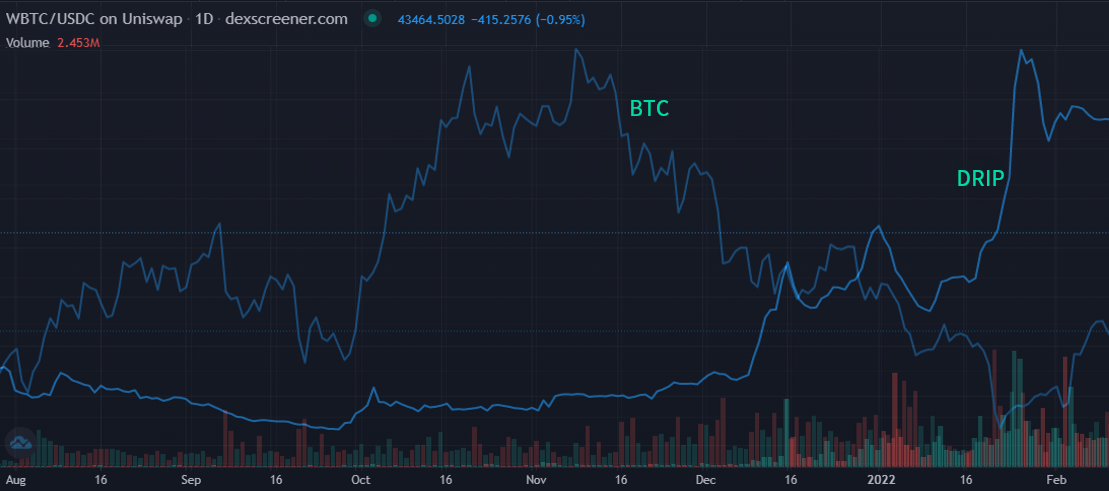 WBTC/USDC on Uniswap · 1D · dexscreener.com 43464.5028 −415.2576 (−0.95%)
Volume 2.453M
BTC
DRIP
Aug 16 Sep 16 Oct 16 Nov 16 Dec 16 2022 16 Feb